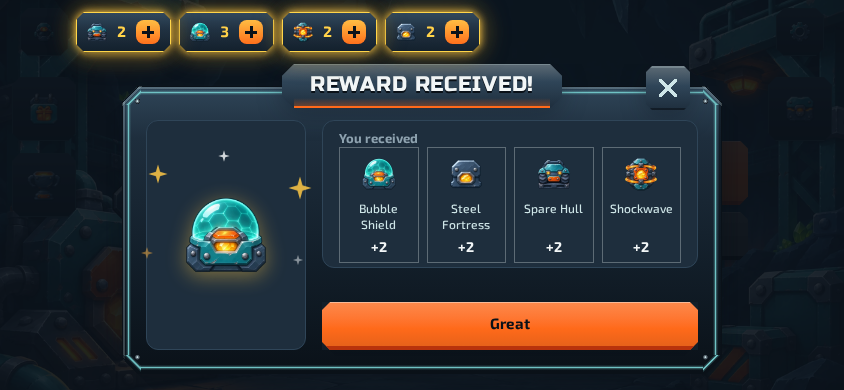 2 3 2 2
REWARD RECEIVED!
You received
Bubble Shield
+2
Steel Fortress
+2
Spare Hull
+2
Shockwave
+2
Great